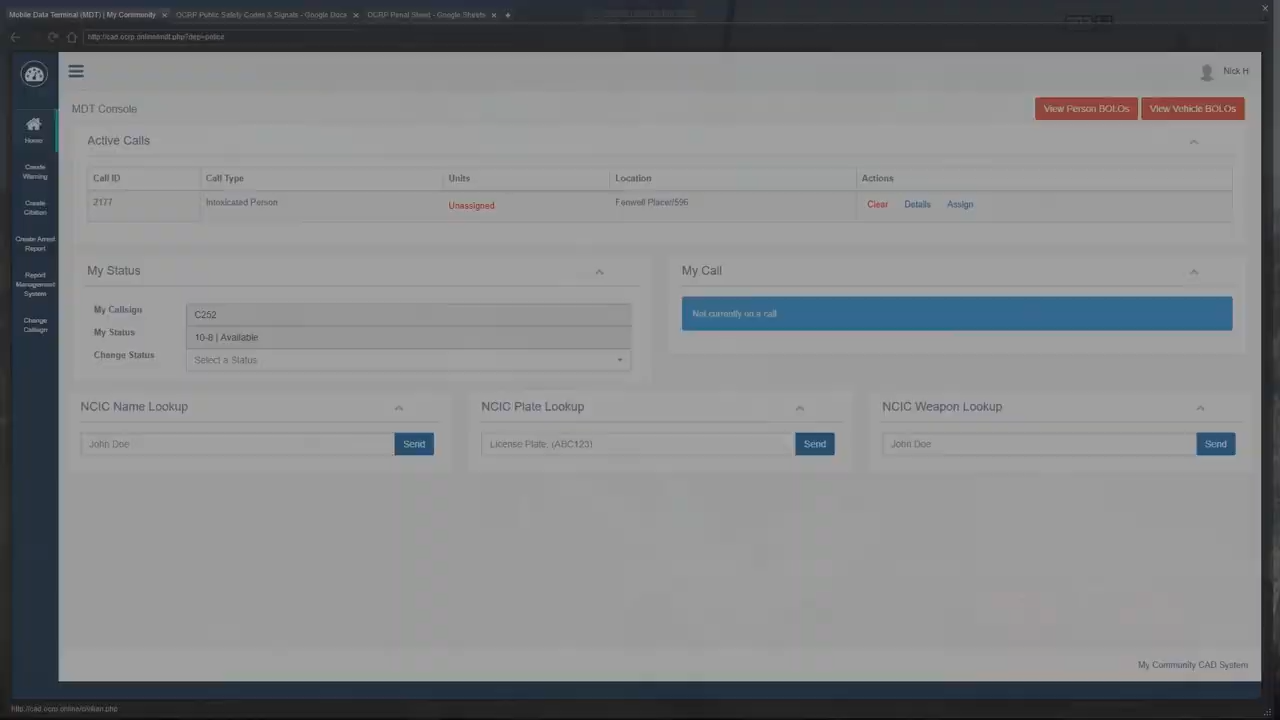 Mobile Data Terminal (MDT) | My Community
OCRP Public Safety Codes & Signals - Google Docs
OCRP Penal Sheet - Google Sheets
http://cad.ocrp.online/mdt.php?dep=police
Nick H
MDT Console
View Person BOLOs
View Vehicle BOLOs
Home
Create
Warning
Create
Citation
Create Arrest
Report
Report
Management
System
Change
Callsign
Active Calls
Call ID Call Type Units Location Actions
2177 Intoxicated Person Unassigned Fenwell Place/596 Clear Details Assign
My Status
My Callsign C252
My Status 10-8 | Available
Change Status Select a Status
My Call
Not currently on a call
NCIC Name Lookup
John Doe Send
NCIC Plate Lookup
License Plate, (ABC123) Send
NCIC Weapon Lookup
John Doe Send
My Community CAD System
http://cad.ocrp.online/civilian.php